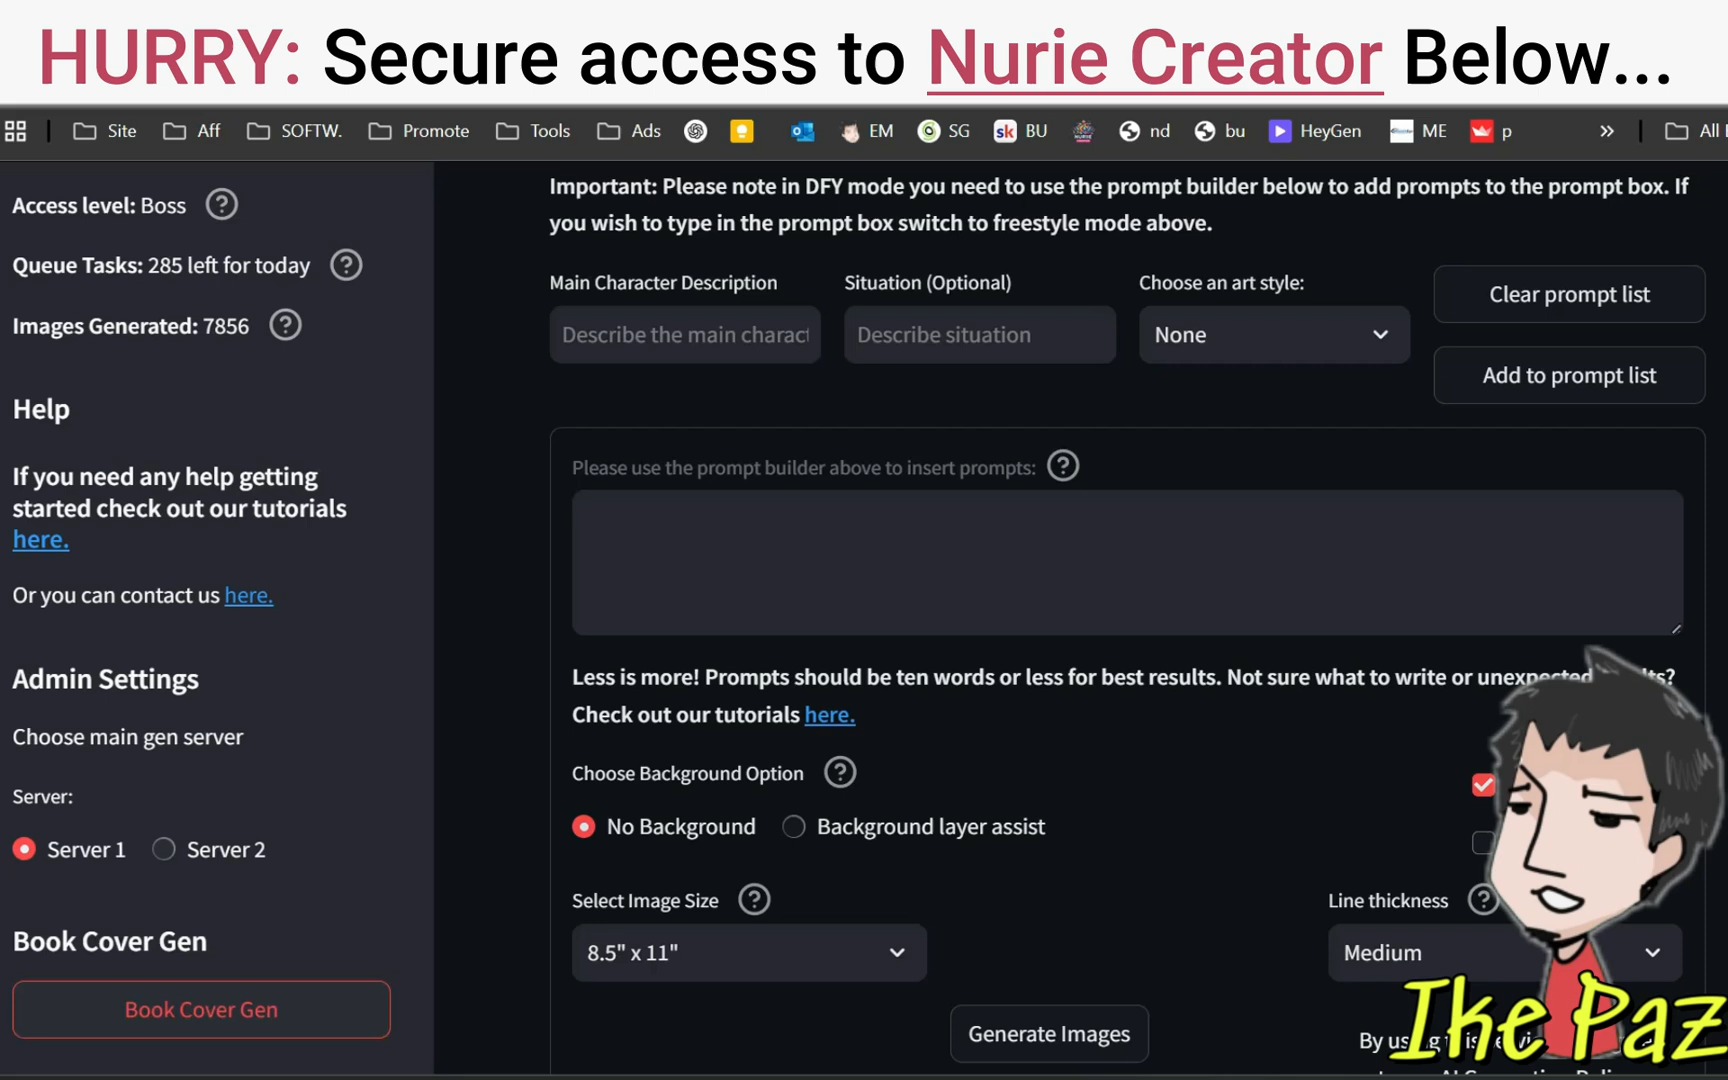 HURRY: Secure access to Nurie Creator Below...
Site Aff SOFTW. Promote Tools Ads EM SG sk BU nd bu HeyGen ME p » All
Access level: Boss
Queue Tasks: 285 left for today
Images Generated: 7856
Help
If you need any help getting
started check out our tutorials
here.
Or you can contact us here.
Admin Settings
Choose main gen server
Server:
Server 1 Server 2
Book Cover Gen
Book Cover Gen
Important: Please note in DFY mode you need to use the prompt builder below to add prompts to the prompt box. If
you wish to type in the prompt box switch to freestyle mode above.
Main Character Description Situation (Optional) Choose an art style:
Describe the main charact Describe situation None
Clear prompt list
Add to prompt list
Please use the prompt builder above to insert prompts:
Less is more! Prompts should be ten words or less for best results. Not sure what to write or
Check out our tutorials here.
Choose Background Option
No Background Background layer assist
Select Image Size Line thickness
8.5" x 11" Medium
Generate Images
Ike Paz
By